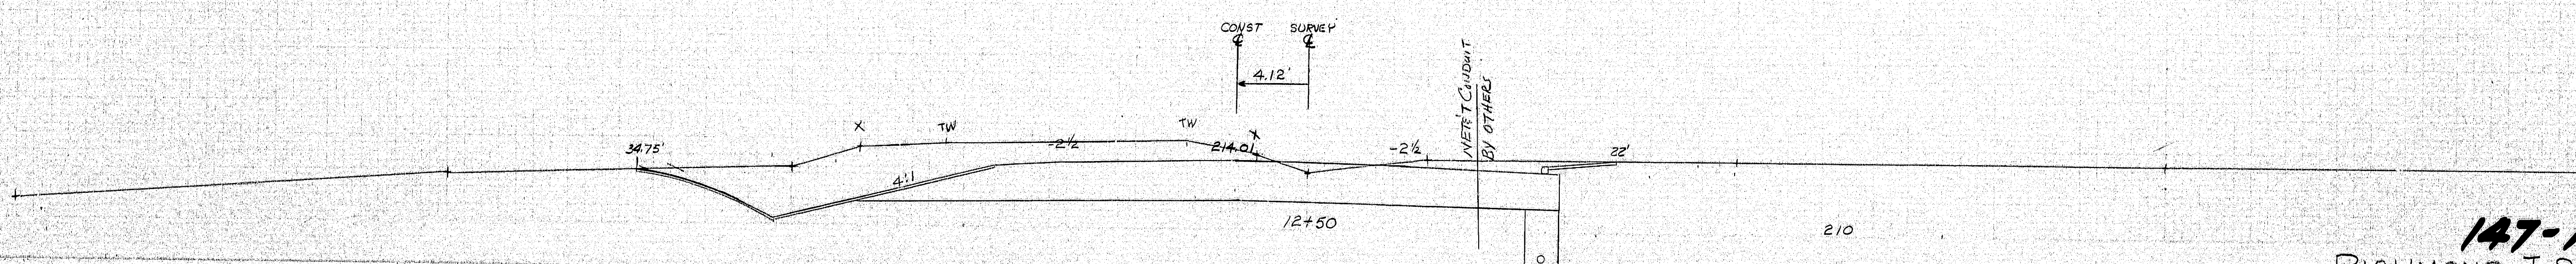 CONST SURVEY
℄ ℄
4.12'
NET&T CONDUIT
BY OTHERS
X TW TW X
34.75' -2½ 214.01 -2½ 22'
4:1
12+50
210
147-1